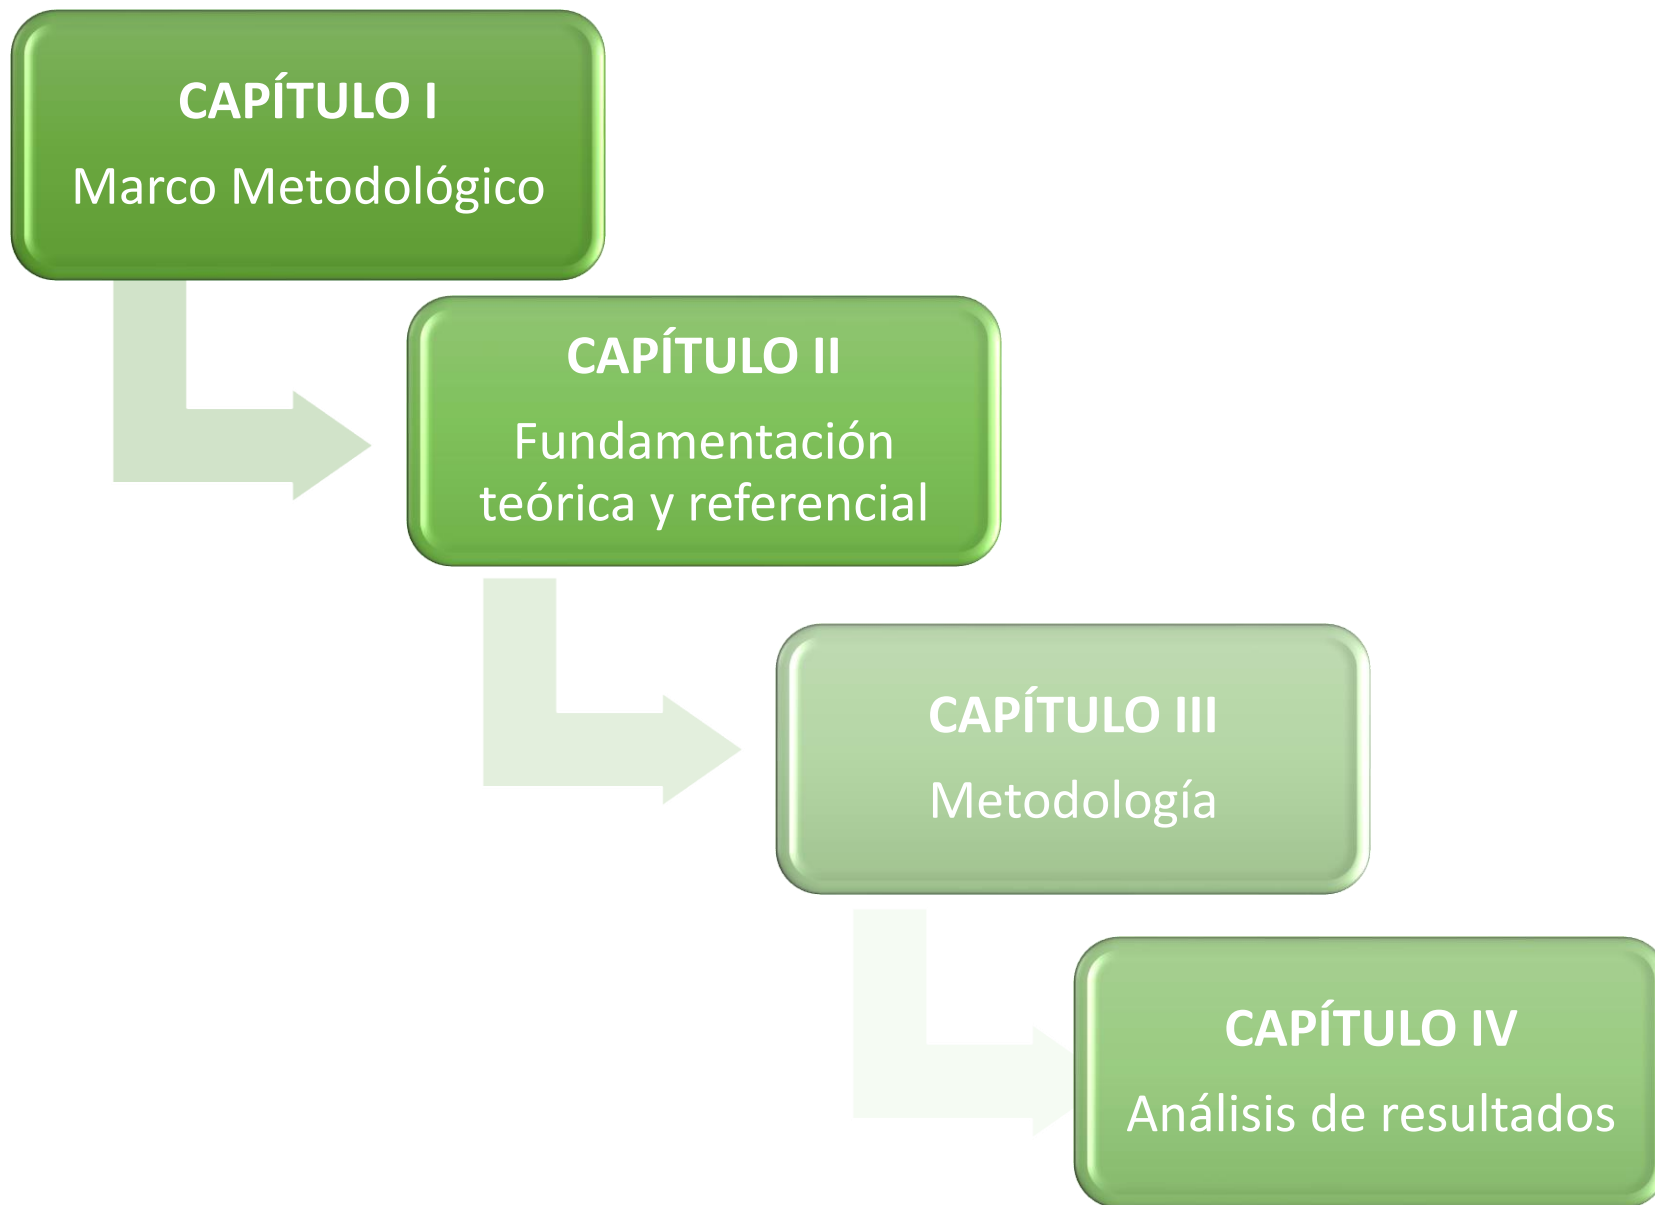 CAPÍTULO I
Marco Metodológico
CAPÍTULO II
Fundamentación
teórica y referencial
CAPÍTULO III
Metodología
CAPÍTULO IV
Análisis de resultados